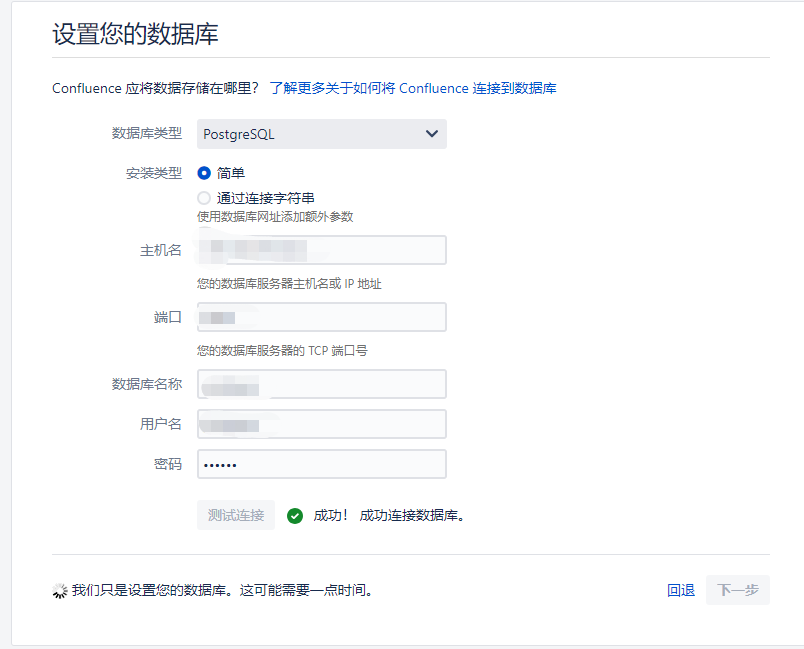 设置您的数据库
Confluence 应将数据存储在哪里? 了解更多关于如何将 Confluence 连接到数据库
数据库类型 PostgreSQL
安装类型 简单
通过连接字符串
使用数据库网址添加额外参数
主机名
您的数据库服务器主机名或 IP 地址
端口
您的数据库服务器的 TCP 端口号
数据库名称
用户名
密码 ••••••
测试连接 成功！ 成功连接数据库。
我们只是设置您的数据库。这可能需要一点时间。 回退 下一步